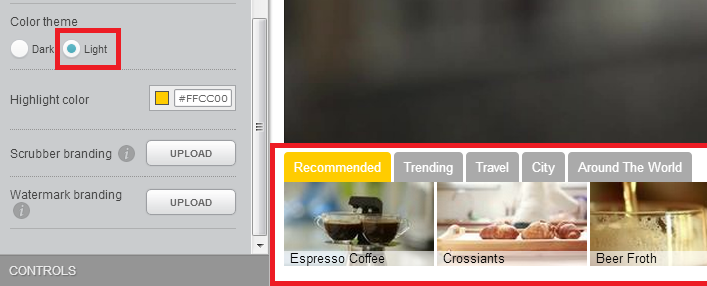 Color theme
Dark Light
Highlight color #FFCC00
Scrubber branding i UPLOAD
Watermark branding i UPLOAD
CONTROLS
Recommended Trending Travel City Around The World
Espresso Coffee Crossiants Beer Froth